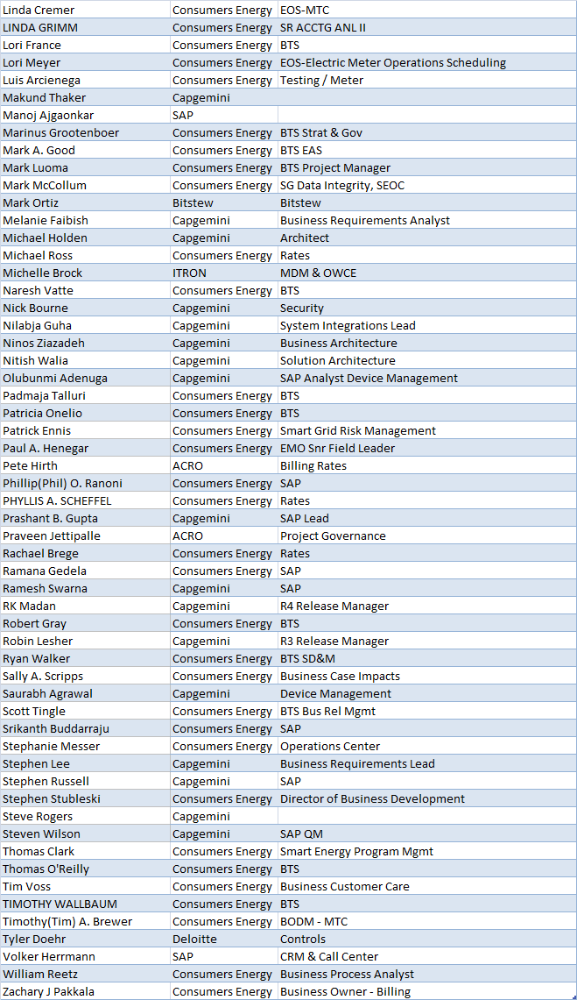 Linda Cremer Consumers Energy EOS-MTC
LINDA GRIMM Consumers Energy SR ACCTG ANL II
Lori France Consumers Energy BTS
Lori Meyer Consumers Energy EOS-Electric Meter Operations Scheduling
Luis Arcienega Consumers Energy Testing / Meter
Makund Thaker Capgemini
Manoj Ajgaonkar SAP
Marinus Grootenboer Consumers Energy BTS Strat & Gov
Mark A. Good Consumers Energy BTS EAS
Mark Luoma Consumers Energy BTS Project Manager
Mark McCollum Consumers Energy SG Data Integrity, SEOC
Mark Ortiz Bitstew Bitstew
Melanie Faibish Capgemini Business Requirements Analyst
Michael Holden Capgemini Architect
Michael Ross Consumers Energy Rates
Michelle Brock ITRON MDM & OWCE
Naresh Vatte Consumers Energy BTS
Nick Bourne Capgemini Security
Nilabja Guha Capgemini System Integrations Lead
Ninos Ziazadeh Capgemini Business Architecture
Nitish Walia Capgemini Solution Architecture
Olubunmi Adenuga Capgemini SAP Analyst Device Management
Padmaja Talluri Consumers Energy BTS
Patricia Onelio Consumers Energy BTS
Patrick Ennis Consumers Energy Smart Grid Risk Management
Paul A. Henegar Consumers Energy EMO Snr Field Leader
Pete Hirth ACRO Billing Rates
Phillip(Phil) O. Ranoni Consumers Energy SAP
PHYLLIS A. SCHEFFEL Consumers Energy Rates
Prashant B. Gupta Capgemini SAP Lead
Praveen Jettipalle ACRO Project Governance
Rachael Brege Consumers Energy Rates
Ramana Gedela Consumers Energy SAP
Ramesh Swarna Capgemini SAP
RK Madan Capgemini R4 Release Manager
Robert Gray Consumers Energy BTS
Robin Lesher Capgemini R3 Release Manager
Ryan Walker Consumers Energy BTS SD&M
Sally A. Scripps Consumers Energy Business Case Impacts
Saurabh Agrawal Capgemini Device Management
Scott Tingle Consumers Energy BTS Bus Rel Mgmt
Srikanth Buddarraju Consumers Energy SAP
Stephanie Messer Consumers Energy Operations Center
Stephen Lee Capgemini Business Requirements Lead
Stephen Russell Capgemini SAP
Stephen Stubleski Consumers Energy Director of Business Development
Steve Rogers Capgemini
Steven Wilson Capgemini SAP QM
Thomas Clark Consumers Energy Smart Energy Program Mgmt
Thomas O'Reilly Consumers Energy BTS
Tim Voss Consumers Energy Business Customer Care
TIMOTHY WALLBAUM Consumers Energy BTS
Timothy(Tim) A. Brewer Consumers Energy BODM - MTC
Tyler Doehr Deloitte Controls
Volker Herrmann SAP CRM & Call Center
William Reetz Consumers Energy Business Process Analyst
Zachary J Pakkala Consumers Energy Business Owner - Billing